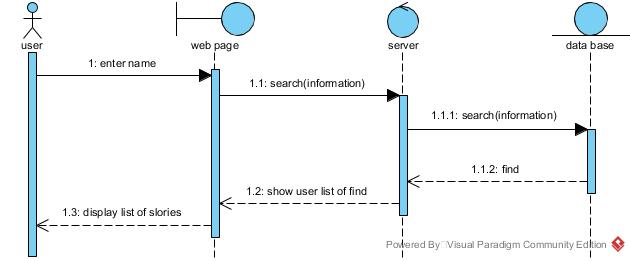 user
web page
server
data base
1: enter name
1.1: search(information)
1.1.1: search(information)
1.1.2: find
1.2: show user list of find
1.3: display list of slories
Powered By Visual Paradigm Community Edition